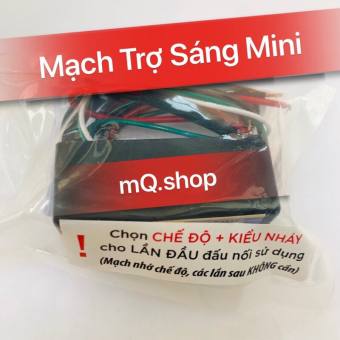 Mạch Trợ Sáng Mini
mQ.shop
! Chọn CHẾ ĐỘ + KIỂU NHÁY
cho LẦN ĐẦU đấu nối sử dụng
(Mạch nhớ chế độ, các lần sau KHÔNG cần)